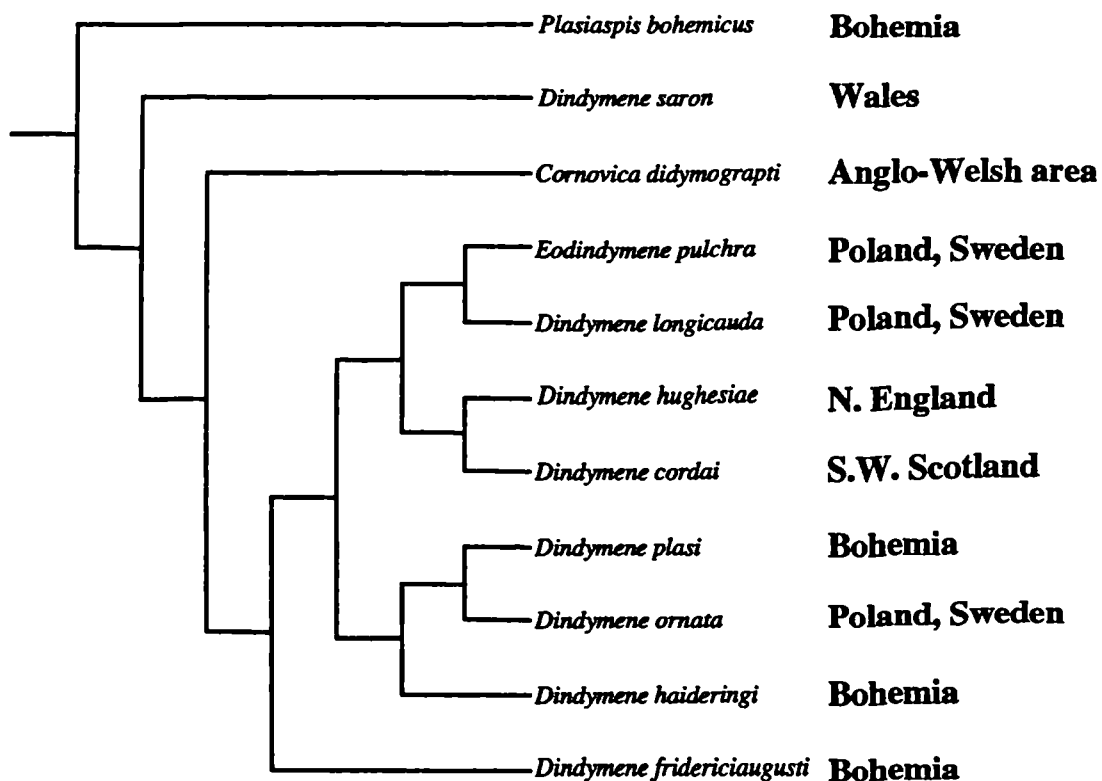 Plasiaspis bohemicus Bohemia
Dindymene saron Wales
Cornovica didymograpti Anglo-Welsh area
Eodindymene pulchra Poland, Sweden
Dindymene longicauda Poland, Sweden
Dindymene hughesiae N. England
Dindymene cordai S.W. Scotland
Dindymene plasi Bohemia
Dindymene ornata Poland, Sweden
Dindymene haideringi Bohemia
Dindymene fridericiaugusti Bohemia